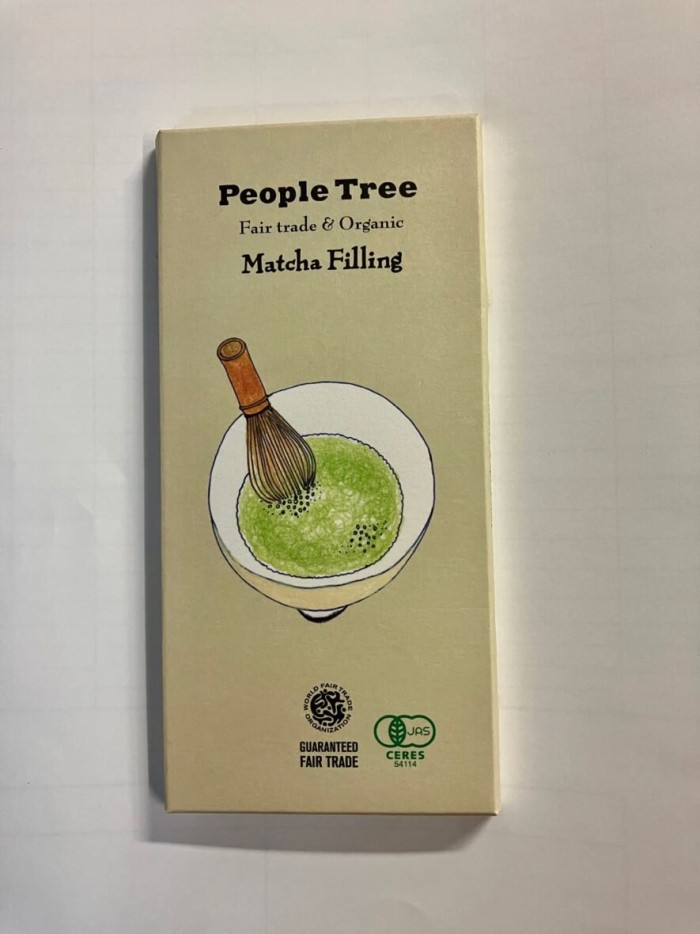 People Tree
Fair trade & Organic
Matcha Filling
WORLD FAIR TRADE ORGANIZATION
GUARANTEED
FAIR TRADE
JAS
CERES
54114